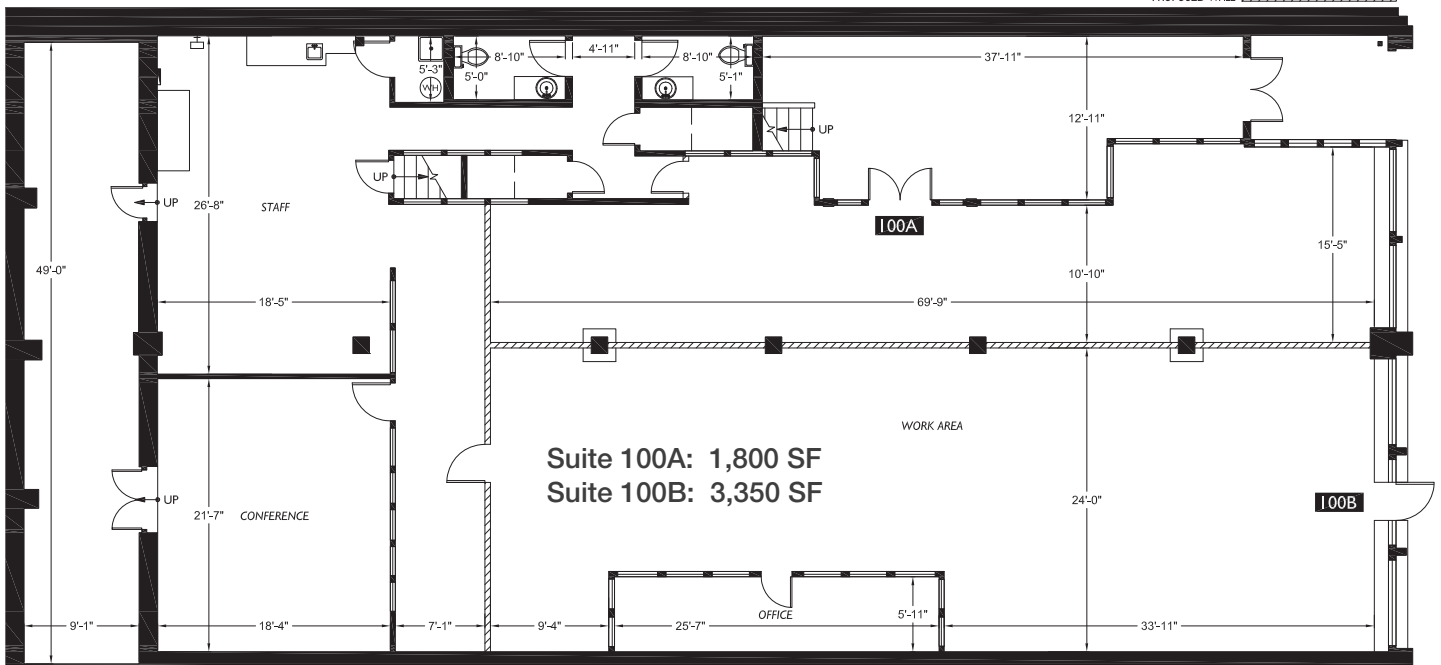 PROPOSED WALL
8'-10"
4'-11"
8'-10"
37'-11"
5'-3"
5'-0"
5'-1"
WH
12'-11"
UP
UP
UP
26'-8"
STAFF
100A
15'-5"
49'-0"
10'-10"
18'-5"
69'-9"
WORK AREA
Suite 100A: 1,800 SF
Suite 100B: 3,350 SF
UP
24'-0"
100B
21'-7"
CONFERENCE
OFFICE
5'-11"
9'-1"
18'-4"
7'-1"
9'-4"
25'-7"
33'-11"